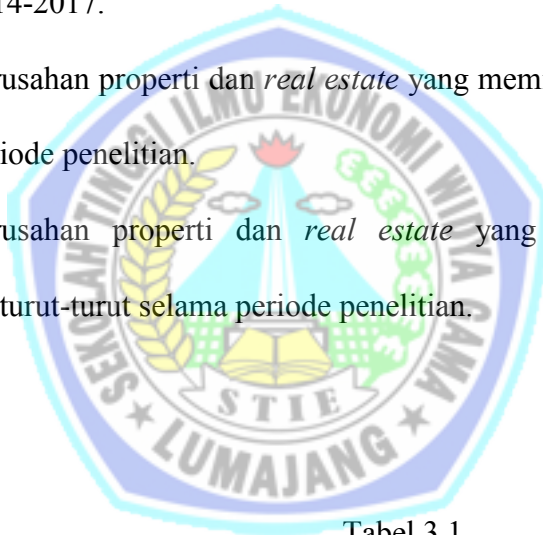 14-2017.
rusahan properti dan real estate yang mem
riode penelitian.
rusahan properti dan real estate yang
turut-turut selama periode penelitian.
SEKOLAH TINGGI ILMU EKONOMI WIDYA GAMA
STIE
LUMAJANG
Tabel 3.1